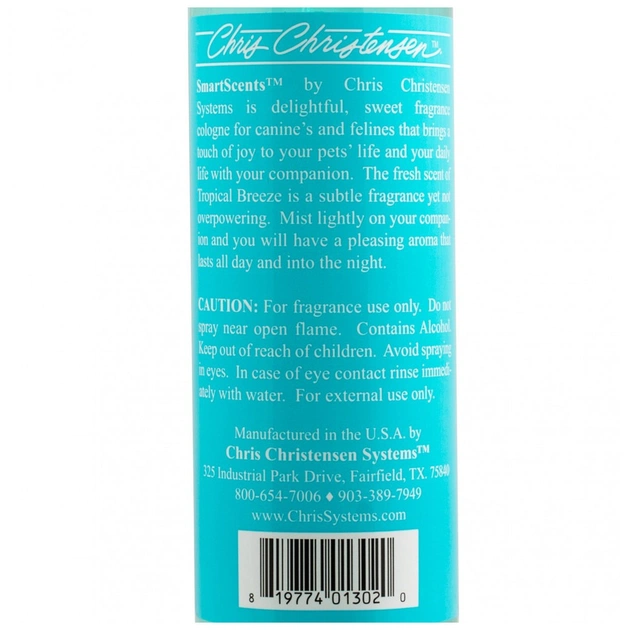 Chris Christensen™
SmartScents™ by Chris Christensen
Systems is delightful, sweet fragrance
cologne for canine's and felines that brings a
touch of joy to your pets' life and your daily
life with your companion. The fresh scent of
Tropical Breeze is a subtle fragrance yet not
overpowering. Mist lightly on your compan-
ion and you will have a pleasing aroma that
lasts all day and into the night.
CAUTION: For fragrance use only. Do not
spray near open flame. Contains Alcohol.
Keep out of reach of children. Avoid spraying
in eyes. In case of eye contact rinse immedi-
ately with water. For external use only.
Manufactured in the U.S.A. by
Chris Christensen Systems™
325 Industrial Park Drive, Fairfield, TX. 75840
800-654-7006 ♦ 903-389-7949
www.ChrisSystems.com
8 19774 01302 0